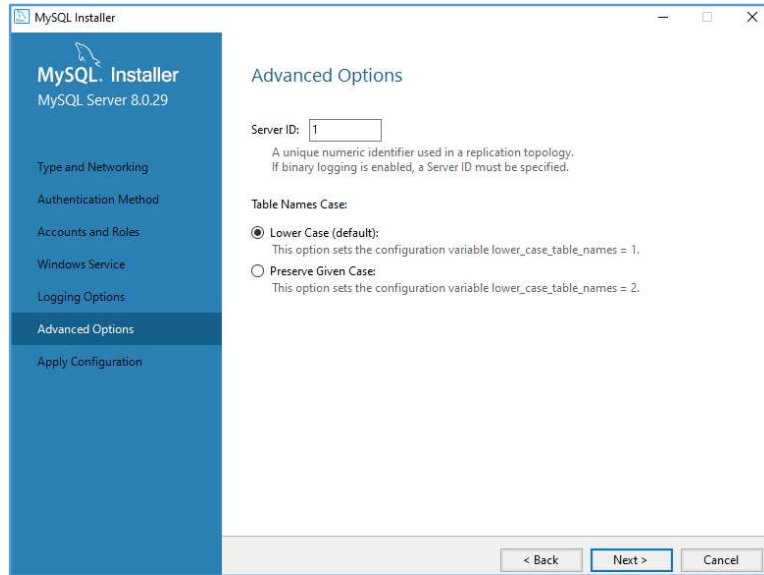 MySQL Installer
MySQL. Installer
MySQL Server 8.0.29
Type and Networking
Authentication Method
Accounts and Roles
Windows Service
Logging Options
Advanced Options
Apply Configuration
Advanced Options
Server ID: 1
A unique numeric identifier used in a replication topology.
If binary logging is enabled, a Server ID must be specified.
Table Names Case:
Lower Case (default):
This option sets the configuration variable lower_case_table_names = 1.
Preserve Given Case:
This option sets the configuration variable lower_case_table_names = 2.
< Back Next > Cancel